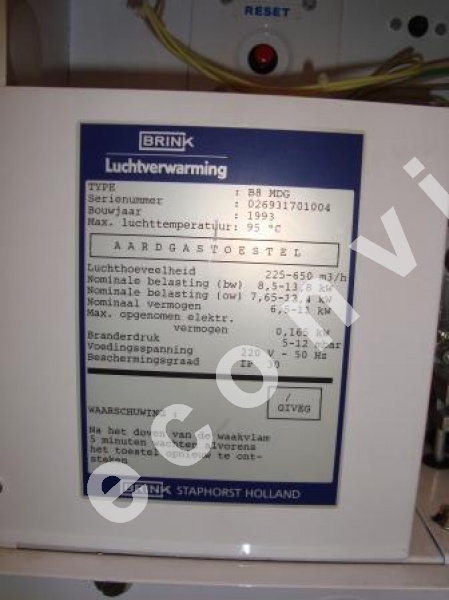 RESET
BRINK
Luchtverwarming
TYPE : B8 MDG
Serienummer : 026931701004
Bouwjaar : 1993
Max. luchttemperatuur: 95 °C
AARDGASTOESTEL
Luchthoeveelheid 225-650 m3/h
Nominale belasting (bw) 8,5-13,8 kW
Nominale belasting (ow) 7,65-12,4 kW
Nominaal vermogen 6,5-11 kW
Max. opgenomen elektr.
vermogen 0,165 kW
Branderdruk 5-12 mbar
Voedingsspanning 220 V - 50 Hz
Beschermingsgraad IP 30
/
GIVEG
WAARSCHUWING :
Na het doven van de waakvlam
5 minuten wachten alvorens
het toestel opnieuw te ont-
steken
BRINK STAPHORST HOLLAND